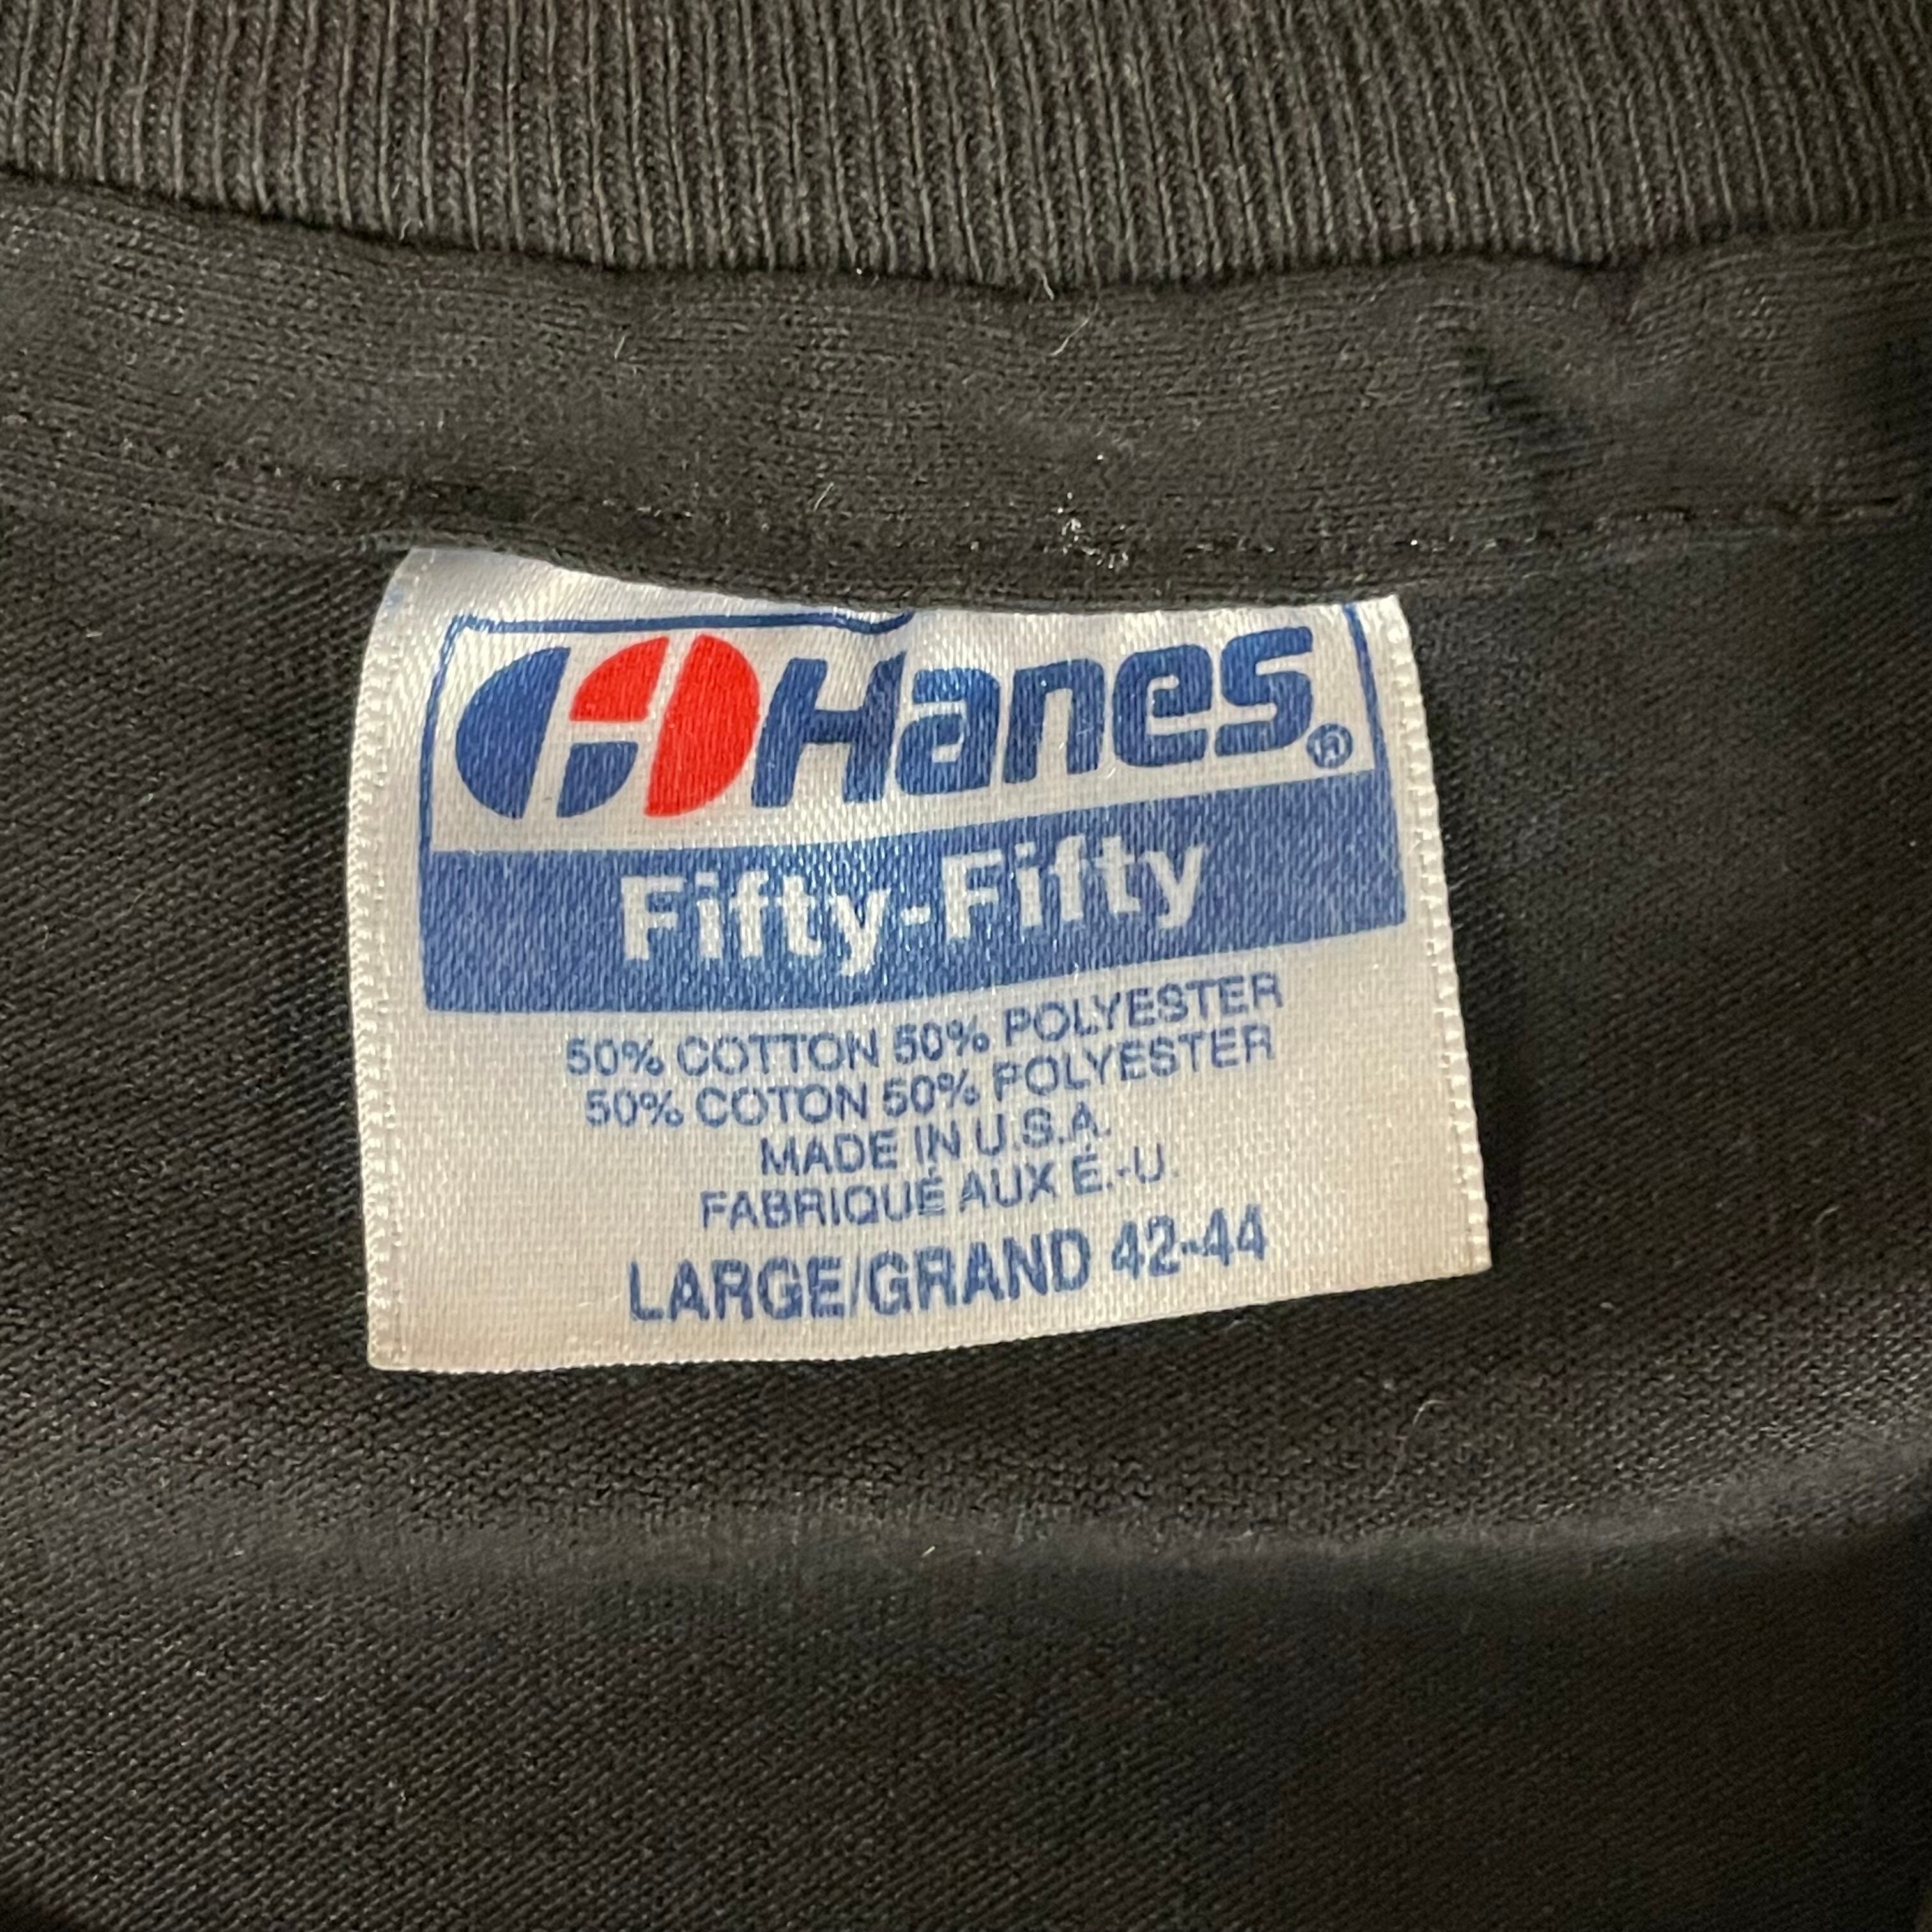 Hanes®
Fifty-Fifty
50% COTTON 50% POLYESTER
50% COTON 50% POLYESTER
MADE IN U.S.A.
FABRIQUÉ AUX É.-U.
LARGE/GRAND 42-44